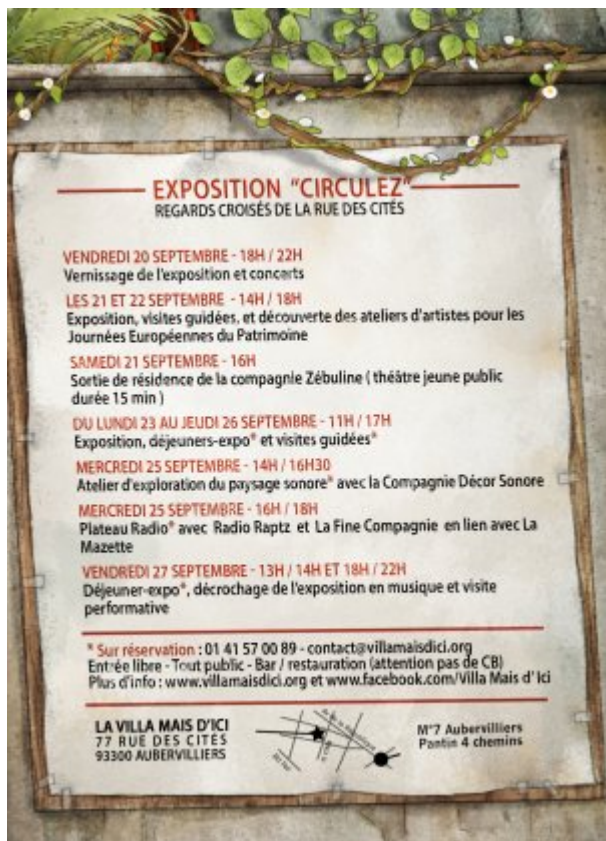 EXPOSITION "CIRCULEZ"
REGARDS CROISÉS DE LA RUE DES CITÉS
VENDREDI 20 SEPTEMBRE - 18H / 22H
Vernissage de l'exposition et concerts
LES 21 ET 22 SEPTEMBRE - 14H / 18H
Exposition, visites guidées, et découverte des ateliers d'artistes pour les
Journées Européennes du Patrimoine
SAMEDI 21 SEPTEMBRE - 16H
Sortie de résidence de la compagnie Zébuline ( théâtre jeune public
durée 15 min )
DU LUNDI 23 AU JEUDI 26 SEPTEMBRE - 11H / 17H
Exposition, déjeuners-expo* et visites guidées*
MERCREDI 25 SEPTEMBRE - 14H / 16H30
Atelier d'exploration du paysage sonore* avec la Compagnie Décor Sonore
MERCREDI 25 SEPTEMBRE - 16H / 18H
Plateau Radio* avec Radio Raptz et La Fine Compagnie en lien avec La
Mazette
VENDREDI 27 SEPTEMBRE - 13H / 14H ET 18H / 22H
Déjeuner-expo*, décrochage de l'exposition en musique et visite
performative
* Sur réservation : 01 41 57 00 89 - contact@villamaisdici.org
Entrée libre - Tout public - Bar / restauration (attention pas de CB)
Plus d'info : www.villamaisdici.org et www.facebook.com/Villa Mais d' Ici
LA VILLA MAIS D'ICI
77 RUE DES CITÉS
93300 AUBERVILLIERS
M°7 Aubervilliers
Pantin 4 chemins